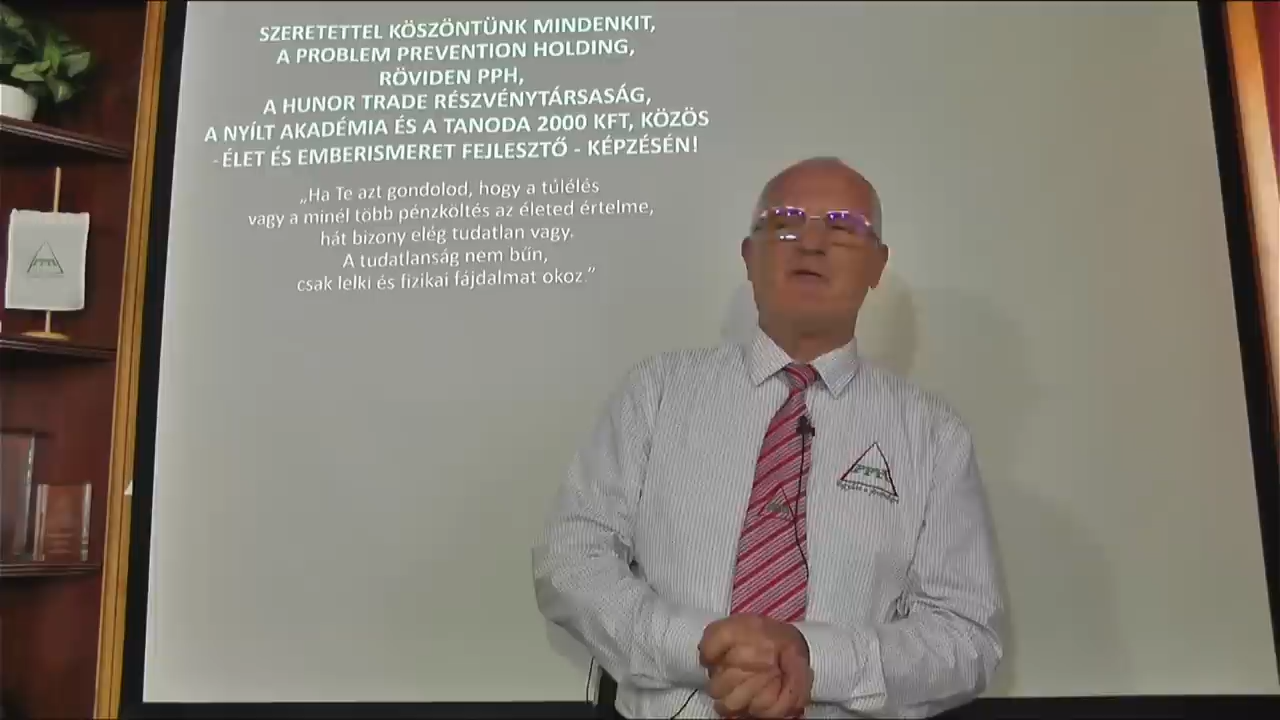 SZERETETTEL KÖSZÖNTÜNK MINDENKIT,
A PROBLEM PREVENTION HOLDING,
RÖVIDEN PPH,
A HUNOR TRADE RÉSZVÉNYTÁRSASÁG,
A NYÍLT AKADÉMIA ÉS A TANODA 2000 KFT, KÖZÖS
- ÉLET ÉS EMBERISMERET FEJLESZTŐ - KÉPZÉSÉN!
„Ha Te azt gondolod, hogy a túlélés
vagy a minél több pénzköltés az életed értelme,
hát bizony elég tudatlan vagy.
A tudatlanság nem bűn,
csak lelki és fizikai fájdalmat okoz.”
PPH
PPH